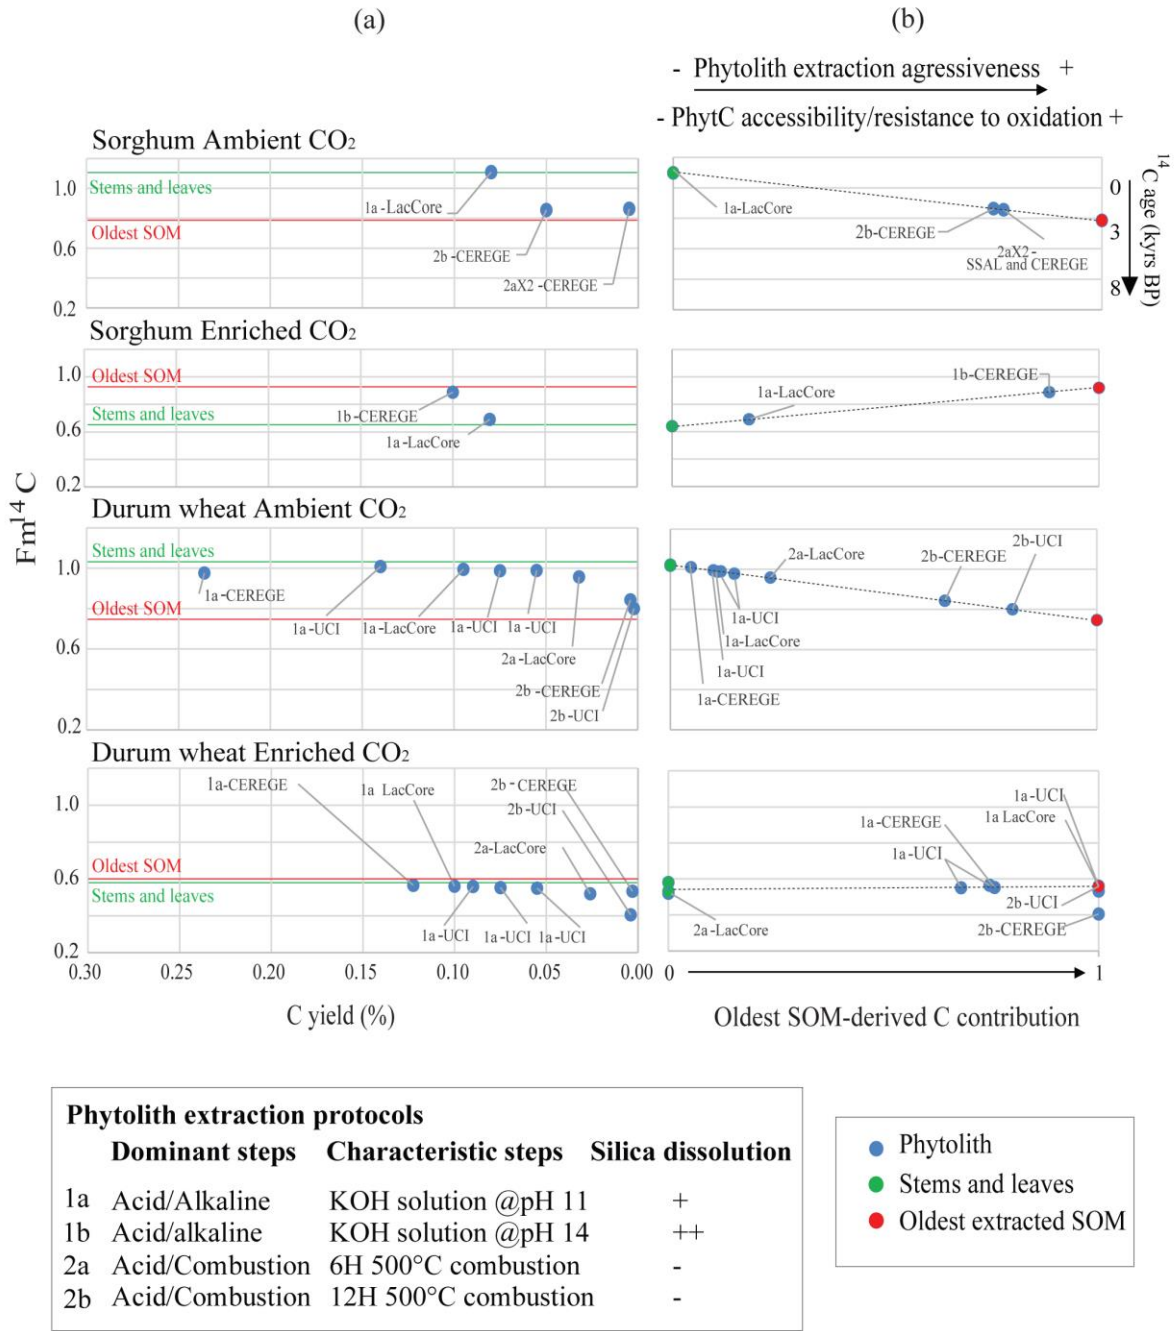 (a)
(b)
- Phytolith extraction agressiveness +
- PhytC accessibility/resistance to oxidation +
Sorghum Ambient CO2
Stems and leaves
Oldest SOM
1a -LacCore
2b -CEREGE
2aX2 -CEREGE
1.0
0.6
0.2
1a-LacCore
2b-CEREGE
2aX2 -
SSAL and CEREGE
0
3
8
14C age (kyrs BP)
Sorghum Enriched CO2
Oldest SOM
Stems and leaves
1b -CEREGE
1a-LacCore
1.0
0.6
0.2
1b-CEREGE
1a-LacCore
Fm14 C
Durum wheat Ambient CO2
Stems and leaves
Oldest SOM
1a -CEREGE
1a-UCI
1a-LacCore
1a-UCI
1a-UCI
2a-LacCore
2b -CEREGE
2b-UCI
1.0
0.6
0.2
2a-LacCore
2b-CEREGE
2b-UCI
1a-UCI
1a-LacCore
1a-UCI
1a-CEREGE
Durum wheat Enriched CO2
1a-CEREGE
1a LacCore
2b- CEREGE
2b -UCI
2a-LacCore
Oldest SOM
Stems and leaves
1a-UCI
1a-UCI
1a-UCI
1.0
0.6
0.2
1a-UCI
1a LacCore
1a -CEREGE
1a-UCI
2b-UCI
2b-CEREGE
2a-LacCore
0.30 0.25 0.20 0.15 0.10 0.05 0.00
C yield (%)
0 1
Oldest SOM-derived C contribution
Phytolith extraction protocols
Dominant steps Characteristic steps Silica dissolution
1a Acid/Alkaline KOH solution @pH 11 +
1b Acid/alkaline KOH solution @pH 14 ++
2a Acid/Combustion 6H 500°C combustion -
2b Acid/Combustion 12H 500°C combustion -
Phytolith
Stems and leaves
Oldest extracted SOM